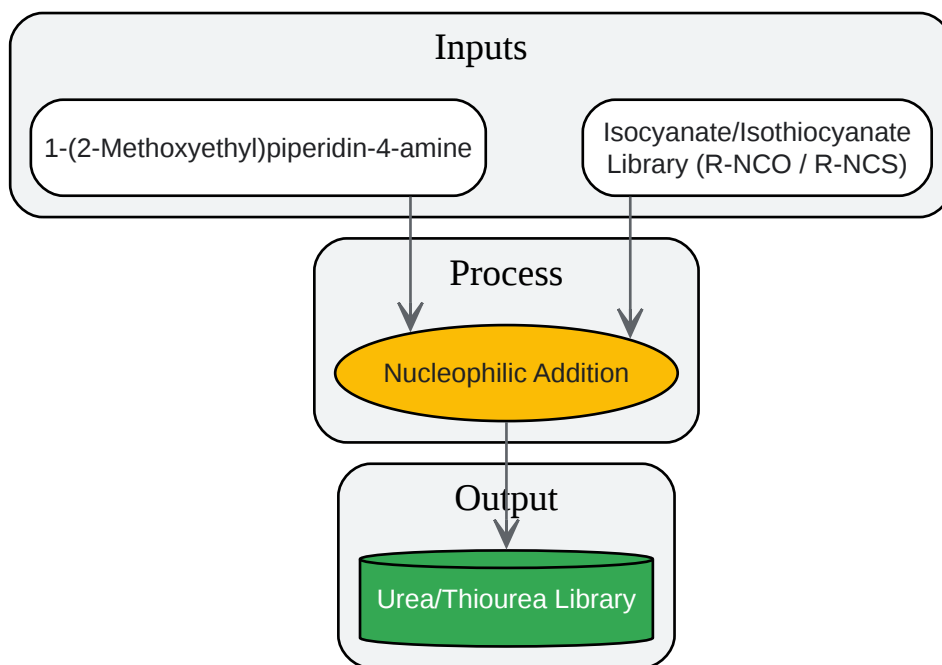 Inputs
1-(2-Methoxyethyl)piperidin-4-amine
Isocyanate/Isothiocyanate
Library (R-NCO / R-NCS)
Process
Nucleophilic Addition
Output
Urea/Thiourea Library